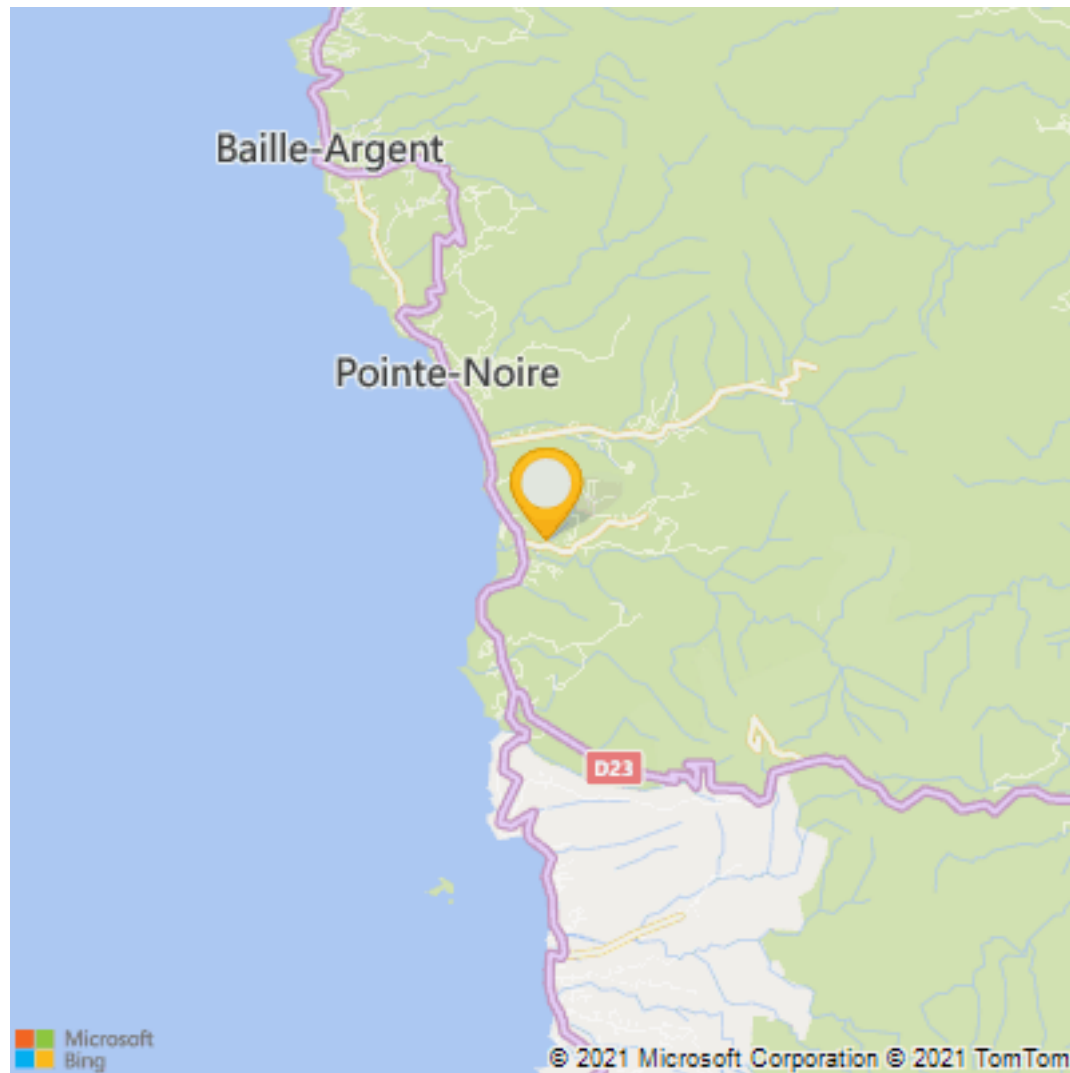 Baille-Argent
Pointe-Noire
D23
Microsoft
Bing
© 2021 Microsoft Corporation © 2021 TomTom